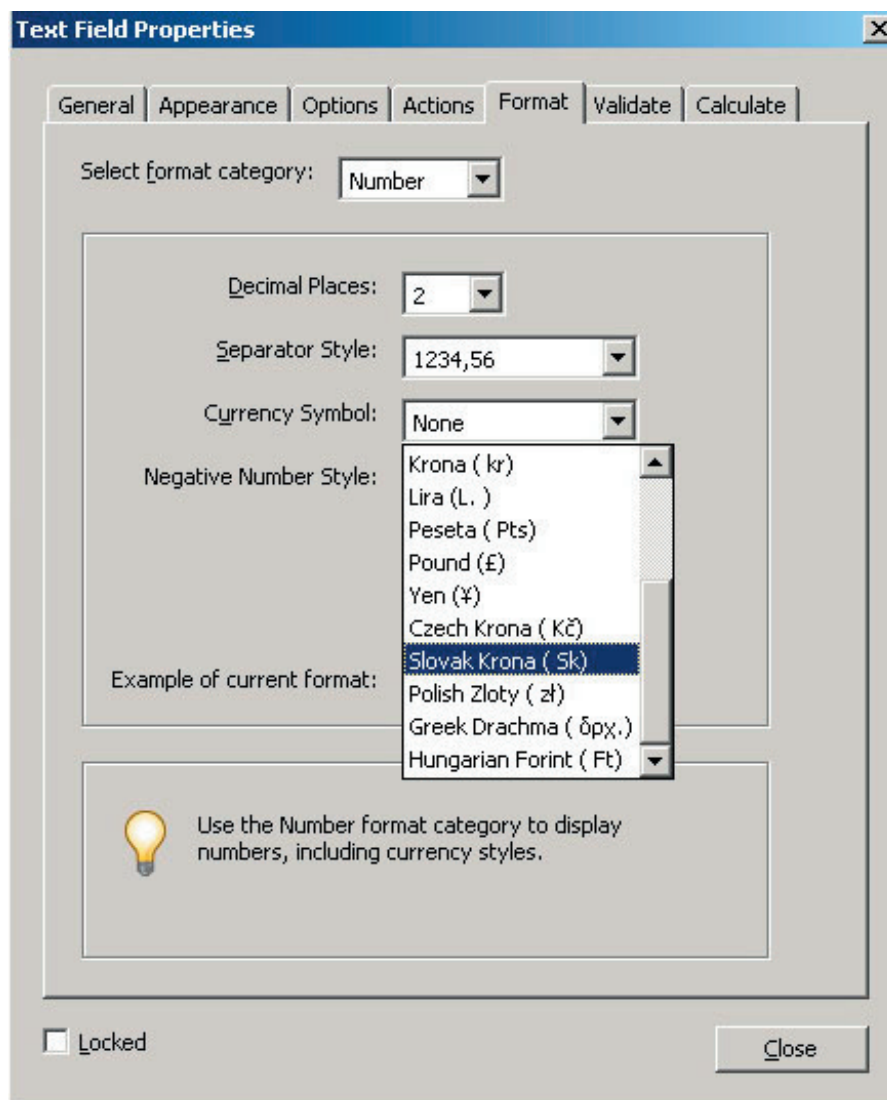 Text Field Properties
General Appearance Options Actions Format Validate Calculate
Select format category: Number
Decimal Places: 2
Separator Style: 1234,56
Currency Symbol: None
Negative Number Style:
Krona ( kr)
Lira (L. )
Peseta ( Pts)
Pound (£)
Yen (¥)
Czech Krona ( Kč)
Slovak Krona ( Sk)
Example of current format:
Polish Zloty ( zł)
Greek Drachma ( δρχ.)
Hungarian Forint ( Ft)
Use the Number format category to display
numbers, including currency styles.
Locked
Close